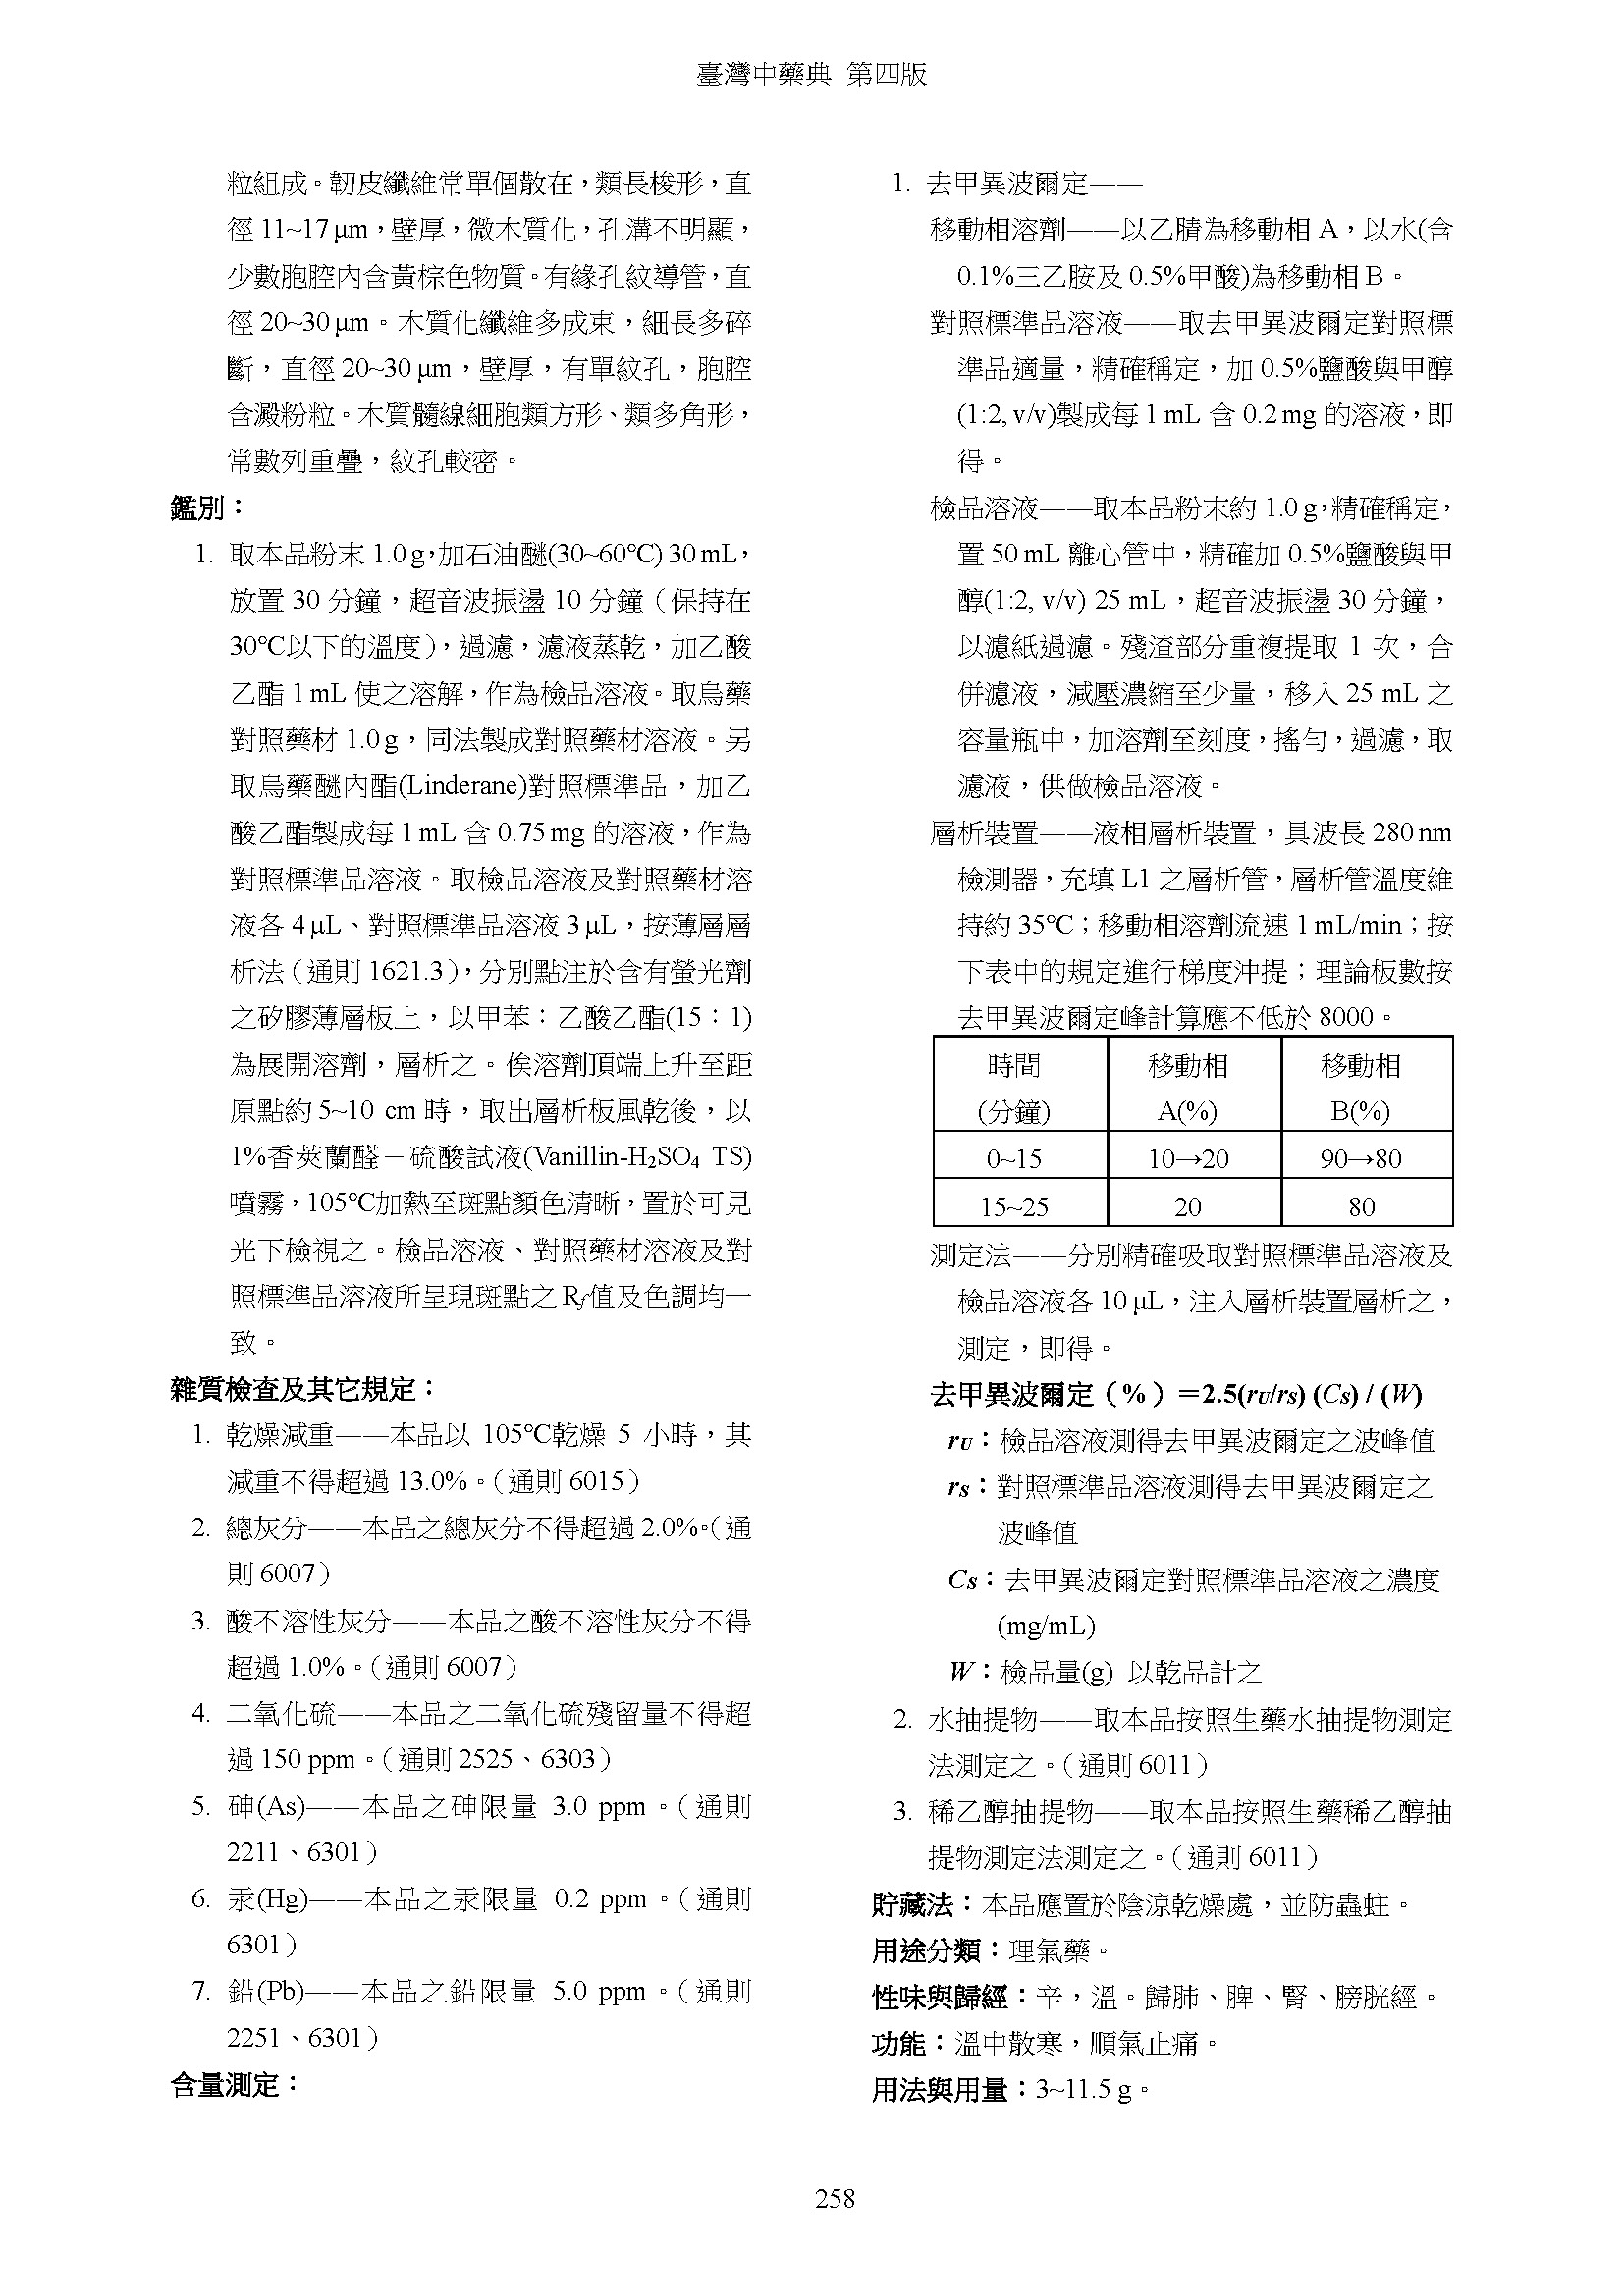 臺灣中藥典 第四版
粒組成。韌皮纖維常單個散在，類長梭形，直
徑 11~17 μm，壁厚，微木質化，孔溝不明顯，
少數胞腔內含黃棕色物質。有緣孔紋導管，直
徑 20~30 μm。木質化纖維多成束，細長多碎
斷，直徑 20~30 μm，壁厚，有單紋孔，胞腔
含澱粉粒。木質髓線細胞類方形、類多角形，
常數列重疊，紋孔較密。
鑑別：
1. 取本品粉末 1.0 g，加石油醚(30~60℃) 30 mL，
放置 30 分鐘，超音波振盪 10 分鐘（保持在
30℃以下的溫度），過濾，濾液蒸乾，加乙酸
乙酯 1 mL 使之溶解，作為檢品溶液。取烏藥
對照藥材 1.0 g，同法製成對照藥材溶液。另
取烏藥醚內酯(Linderane)對照標準品，加乙
酸乙酯製成每 1 mL 含 0.75 mg 的溶液，作為
對照標準品溶液。取檢品溶液及對照藥材溶
液各 4 μL、對照標準品溶液 3 μL，按薄層層
析法（通則 1621.3），分別點注於含有螢光劑
之矽膠薄層板上，以甲苯：乙酸乙酯(15：1)
為展開溶劑，層析之。俟溶劑頂端上升至距
原點約 5~10 cm 時，取出層析板風乾後，以
1%香莢蘭醛－硫酸試液(Vanillin-H₂SO₄ TS)
噴霧，105℃加熱至斑點顏色清晰，置於可見
光下檢視之。檢品溶液、對照藥材溶液及對
照標準品溶液所呈現斑點之 Rf值及色調均一
致。
雜質檢查及其它規定：
1. 乾燥減重——本品以 105℃乾燥 5 小時，其
減重不得超過 13.0%。（通則 6015）
2. 總灰分——本品之總灰分不得超過 2.0%。（通
則 6007）
3. 酸不溶性灰分——本品之酸不溶性灰分不得
超過 1.0%。（通則 6007）
4. 二氧化硫——本品之二氧化硫殘留量不得超
過 150 ppm。（通則 2525、6303）
5. 砷(As)——本品之砷限量 3.0 ppm。（通則
2211、6301）
6. 汞(Hg)——本品之汞限量 0.2 ppm。（通則
6301）
7. 鉛(Pb)——本品之鉛限量 5.0 ppm。（通則
2251、6301）
含量測定：
1. 去甲異波爾定——
移動相溶劑——以乙腈為移動相 A，以水(含
0.1%三乙胺及 0.5%甲酸)為移動相 B。
對照標準品溶液——取去甲異波爾定對照標
準品適量，精確稱定，加 0.5%鹽酸與甲醇
(1:2, v/v)製成每 1 mL 含 0.2 mg 的溶液，即
得。
檢品溶液——取本品粉末約 1.0 g，精確稱定，
置 50 mL 離心管中，精確加 0.5%鹽酸與甲
醇(1:2, v/v) 25 mL，超音波振盪 30 分鐘，
以濾紙過濾。殘渣部分重複提取 1 次，合
併濾液，減壓濃縮至少量，移入 25 mL 之
容量瓶中，加溶劑至刻度，搖勻，過濾，取
濾液，供做檢品溶液。
層析裝置——液相層析裝置，具波長 280 nm
檢測器，充填 L1 之層析管，層析管溫度維
持約 35℃；移動相溶劑流速 1 mL/min；按
下表中的規定進行梯度沖提；理論板數按
去甲異波爾定峰計算應不低於 8000。
時間 移動相 移動相
(分鐘) A(%) B(%)
0~15 10→20 90→80
15~25 20 80
測定法——分別精確吸取對照標準品溶液及
檢品溶液各 10 μL，注入層析裝置層析之，
測定，即得。
去甲異波爾定（%）＝2.5(rU/rS) (CS) / (W)
rU：檢品溶液測得去甲異波爾定之波峰值
rS：對照標準品溶液測得去甲異波爾定之
波峰值
CS：去甲異波爾定對照標準品溶液之濃度
(mg/mL)
W：檢品量(g) 以乾品計之
2. 水抽提物——取本品按照生藥水抽提物測定
法測定之。（通則 6011）
3. 稀乙醇抽提物——取本品按照生藥稀乙醇抽
提物測定法測定之。（通則 6011）
貯藏法：本品應置於陰涼乾燥處，並防蟲蛀。
用途分類：理氣藥。
性味與歸經：辛，溫。歸肺、脾、腎、膀胱經。
功能：溫中散寒，順氣止痛。
用法與用量：3~11.5 g。
258